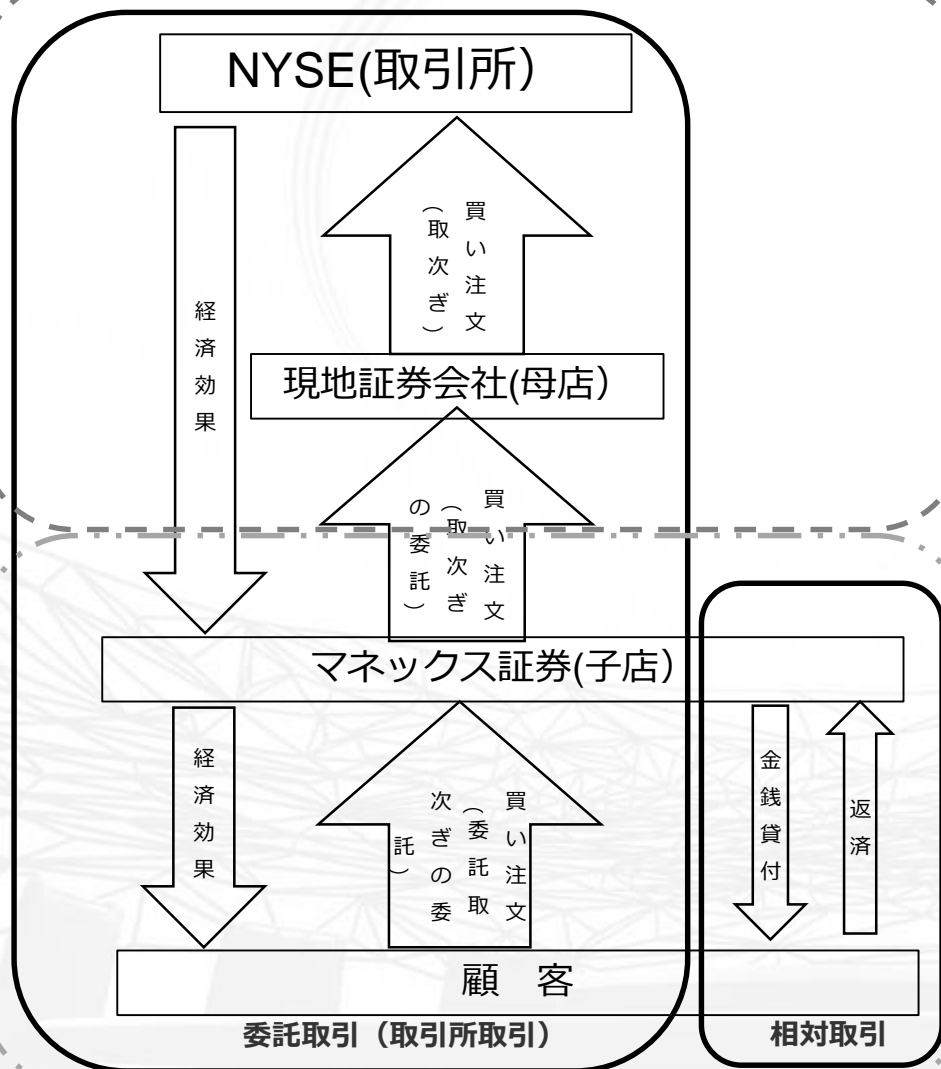 NYSE(取引所）
買い注文
（取次ぎ）
経済効果
現地証券会社(母店）
買い注文
（取次ぎ
の委託）
マネックス証券(子店）
経済効果
買い注文
（委託取
次ぎの委
託）
金銭貸付
返済
顧　客
委託取引（取引所取引）
相対取引